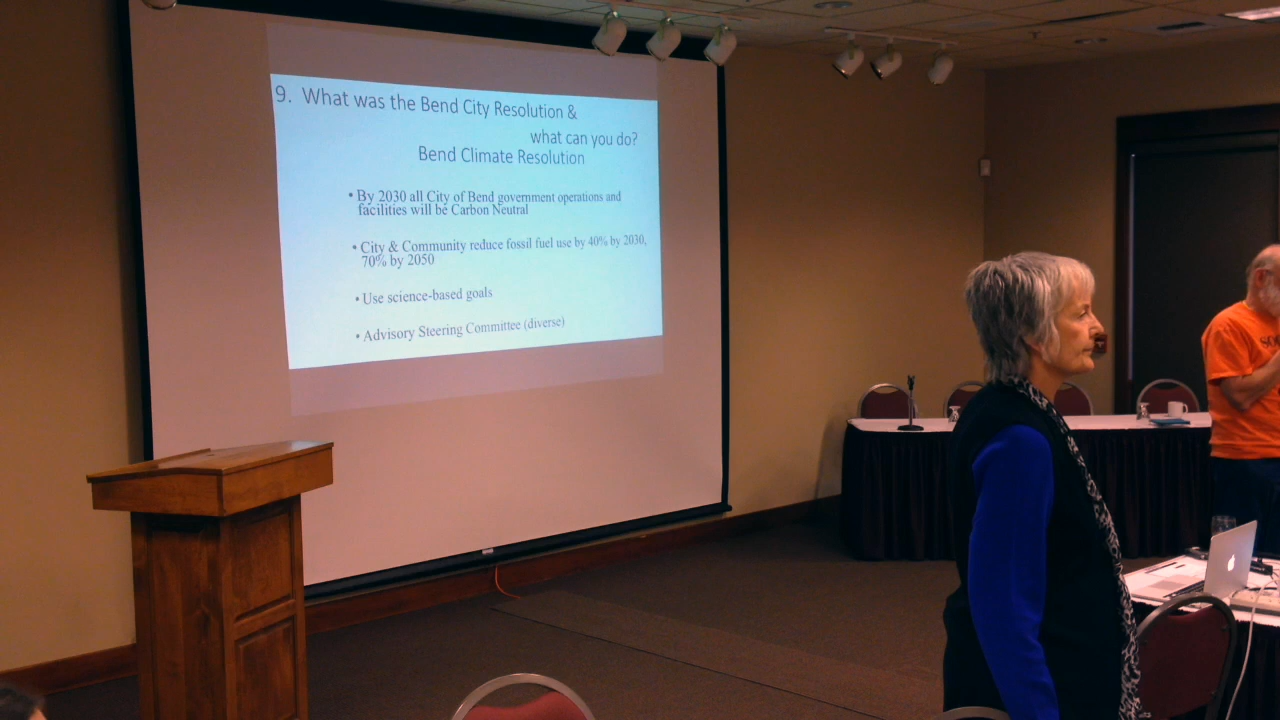 9. What was the Bend City Resolution &
what can you do?
Bend Climate Resolution
• By 2030 all City of Bend government operations and
facilities will be Carbon Neutral
• City & Community reduce fossil fuel use by 40% by 2030,
70% by 2050
• Use science-based goals
• Advisory Steering Committee (diverse)